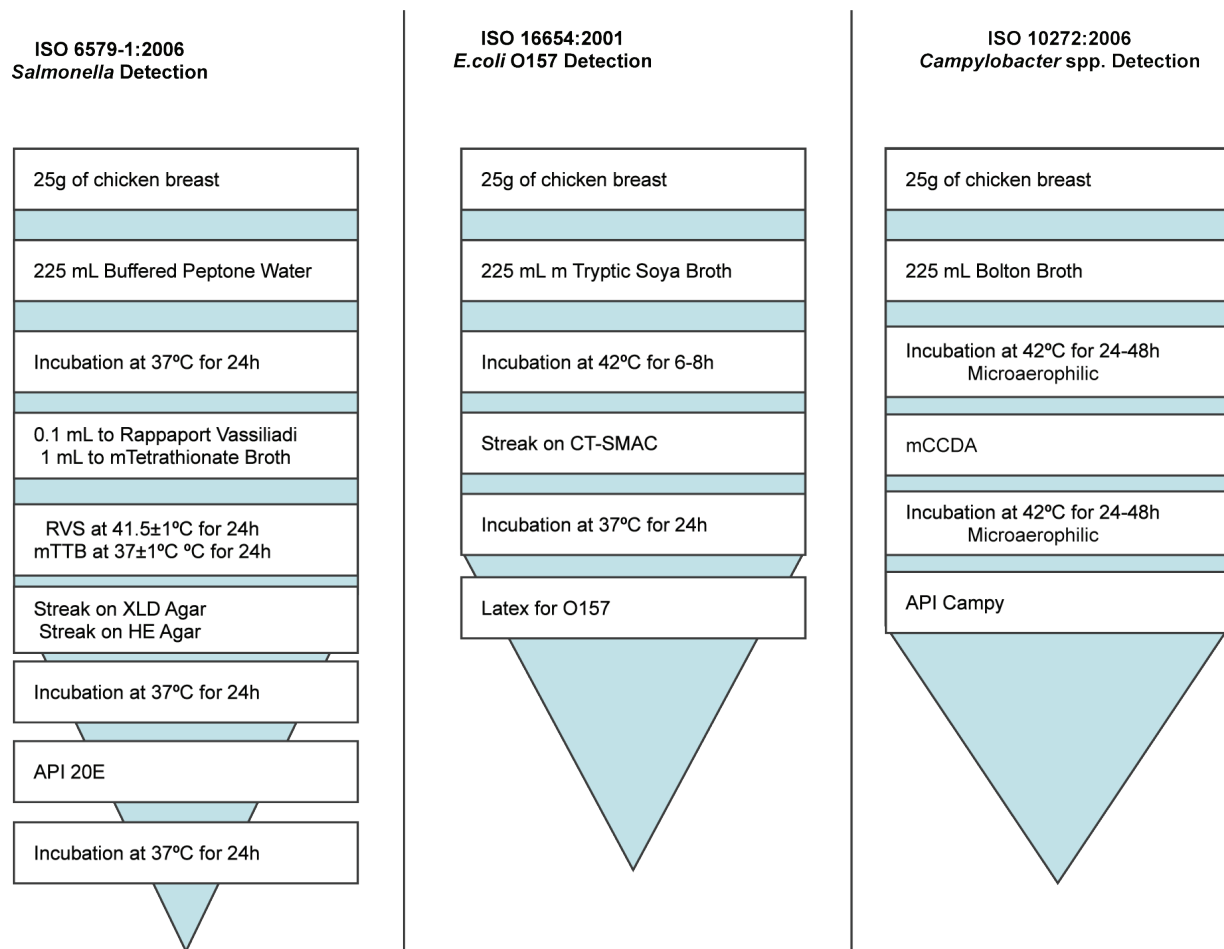 ISO 6579-1:2006
Salmonella Detection
25g of chicken breast
225 mL Buffered Peptone Water
Incubation at 37ºC for 24h
0.1 mL to Rappaport Vassiliadi
1 mL to mTetrathionate Broth
RVS at 41.5±1ºC for 24h
mTTB at 37±1ºC ºC for 24h
Streak on XLD Agar
Streak on HE Agar
Incubation at 37ºC for 24h
API 20E
Incubation at 37ºC for 24h
ISO 16654:2001
E.coli O157 Detection
25g of chicken breast
225 mL m Tryptic Soya Broth
Incubation at 42ºC for 6-8h
Streak on CT-SMAC
Incubation at 37ºC for 24h
Latex for O157
ISO 10272:2006
Campylobacter spp. Detection
25g of chicken breast
225 mL Bolton Broth
Incubation at 42ºC for 24-48h
Microaerophilic
mCCDA
Incubation at 42ºC for 24-48h
Microaerophilic
API Campy